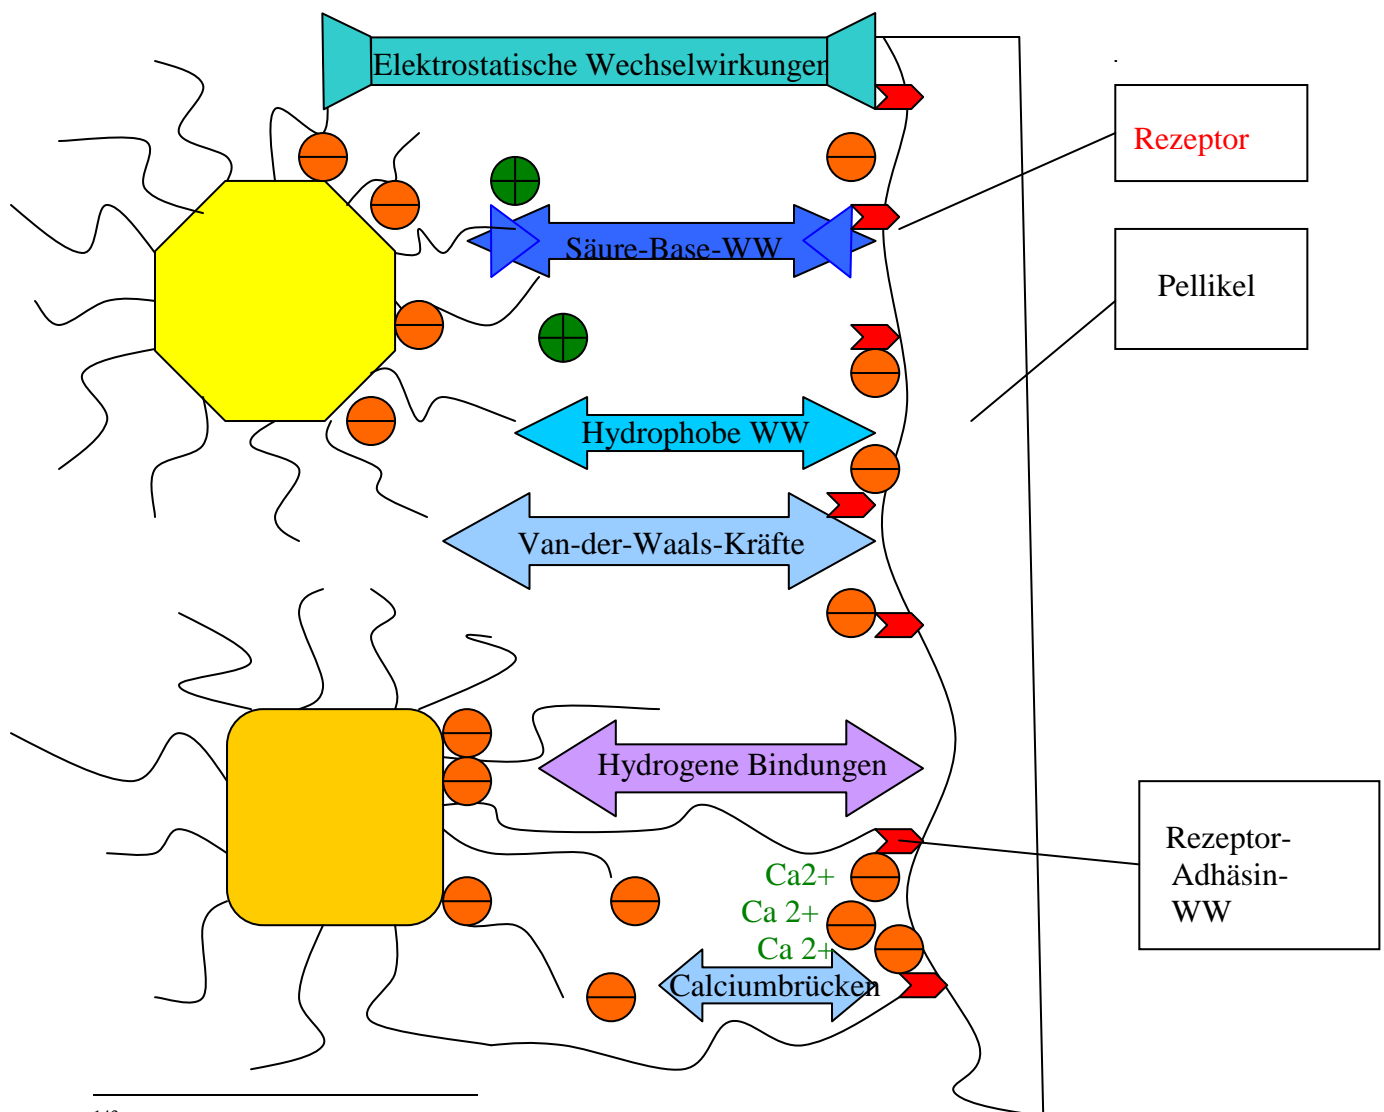 Elektrostatische Wechselwirkungen
Rezeptor
Säure-Base-WW
Pellikel
Hydrophobe WW
Van-der-Waals-Kräfte
Hydrogene Bindungen
Rezeptor-
Adhäsin-
WW
Ca2+
Ca 2+
Ca 2+
Calciumbrücken